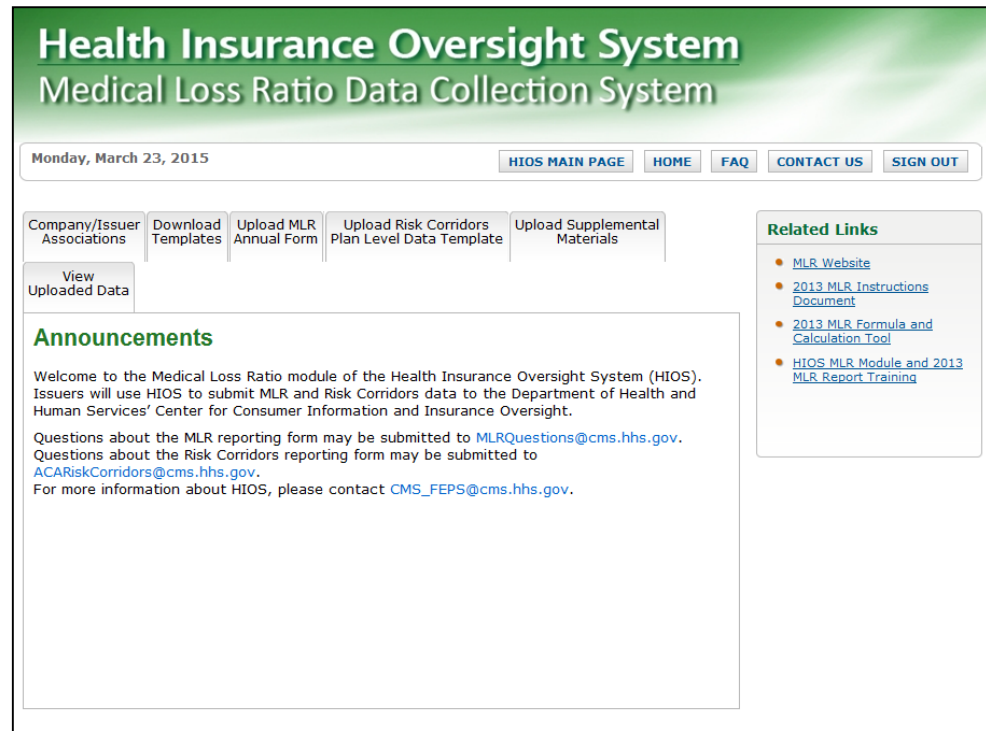 Health Insurance Oversight System
Medical Loss Ratio Data Collection System
Monday, March 23, 2015
HIOS MAIN PAGE
HOME
FAQ
CONTACT US
SIGN OUT
Company/Issuer
Associations
Download
Templates
Upload MLR
Annual Form
Upload Risk Corridors
Plan Level Data Template
Upload Supplemental
Materials
View
Uploaded Data
Announcements
Welcome to the Medical Loss Ratio module of the Health Insurance Oversight System (HIOS).
Issuers will use HIOS to submit MLR and Risk Corridors data to the Department of Health and
Human Services’ Center for Consumer Information and Insurance Oversight.
Questions about the MLR reporting form may be submitted to MLRQuestions@cms.hhs.gov.
Questions about the Risk Corridors reporting form may be submitted to
ACARiskCorridors@cms.hhs.gov.
For more information about HIOS, please contact CMS_FEPS@cms.hhs.gov.
Related Links
MLR Website
2013 MLR Instructions
Document
2013 MLR Formula and
Calculation Tool
HIOS MLR Module and 2013
MLR Report Training